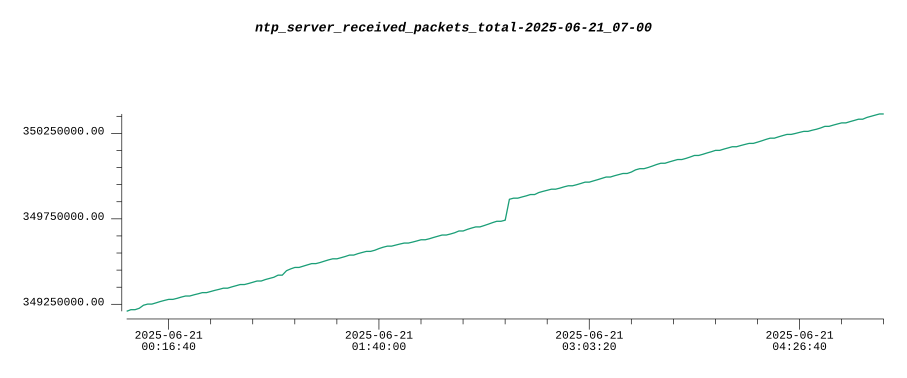 ntp_server_received_packets_total-2025-06-21_07-00
350250000.00
349750000.00
349250000.00
2025-06-21 2025-06-21 2025-06-21 2025-06-21
00:16:40 01:40:00 03:03:20 04:26:40